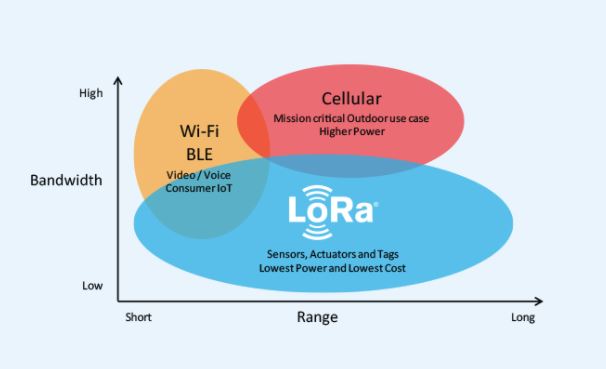 High
Bandwidth
Low
Wi-Fi
BLE
Video / Voice
Consumer IoT
Cellular
Mission critical Outdoor use case
Higher Power
LoRa®
Sensors, Actuators and Tags
Lowest Power and Lowest Cost
Short
Range
Long